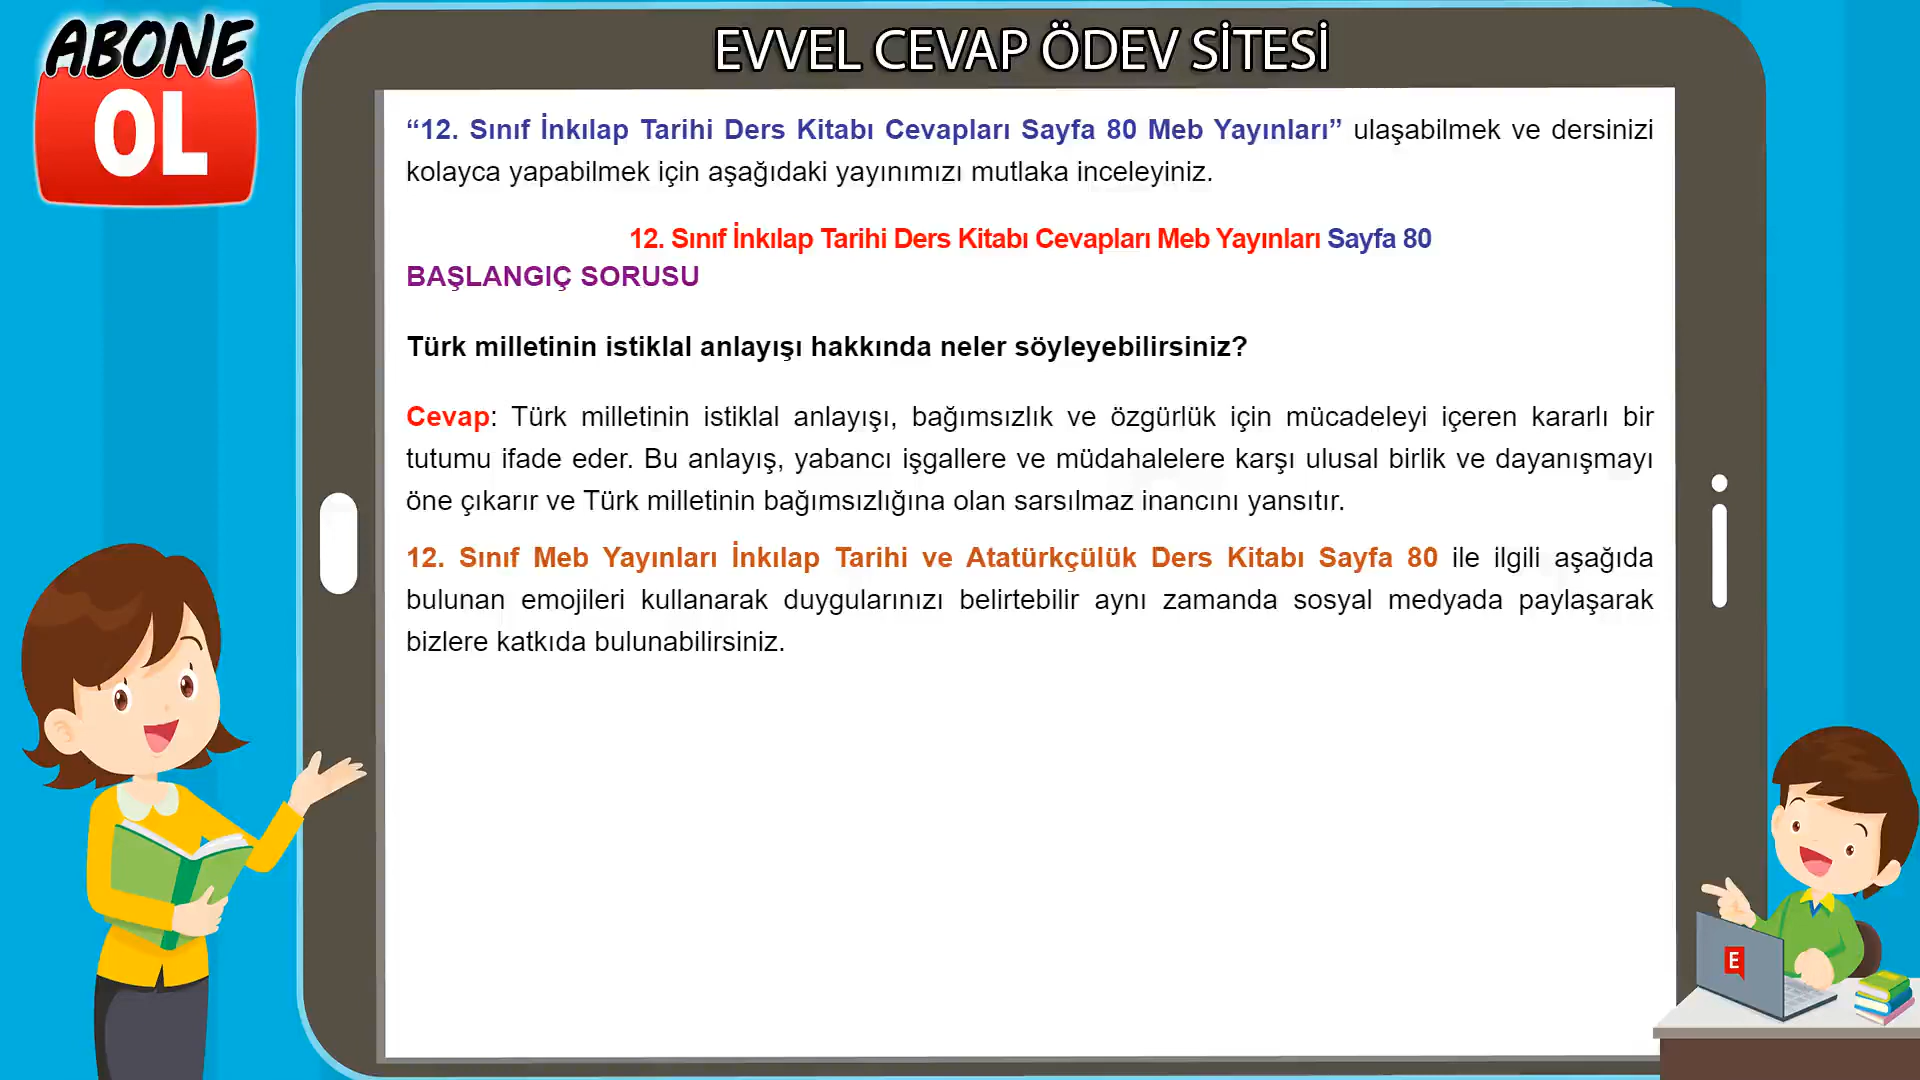 ABONE
OL
EVVEL CEVAP ÖDEV SİTESİ
“12. Sınıf İnkılap Tarihi Ders Kitabı Cevapları Sayfa 80 Meb Yayınları” ulaşabilmek ve dersinizi
kolayca yapabilmek için aşağıdaki yayınımızı mutlaka inceleyiniz.
12. Sınıf İnkılap Tarihi Ders Kitabı Cevapları Meb Yayınları Sayfa 80
BAŞLANGIÇ SORUSU
Türk milletinin istiklal anlayışı hakkında neler söyleyebilirsiniz?
Cevap: Türk milletinin istiklal anlayışı, bağımsızlık ve özgürlük için mücadeleyi içeren kararlı bir
tutumu ifade eder. Bu anlayış, yabancı işgallere ve müdahalelere karşı ulusal birlik ve dayanışmayı
öne çıkarır ve Türk milletinin bağımsızlığına olan sarsılmaz inancını yansıtır.
12. Sınıf Meb Yayınları İnkılap Tarihi ve Atatürkçülük Ders Kitabı Sayfa 80 ile ilgili aşağıda
bulunan emojileri kullanarak duygularınızı belirtebilir aynı zamanda sosyal medyada paylaşarak
bizlere katkıda bulunabilirsiniz.
E